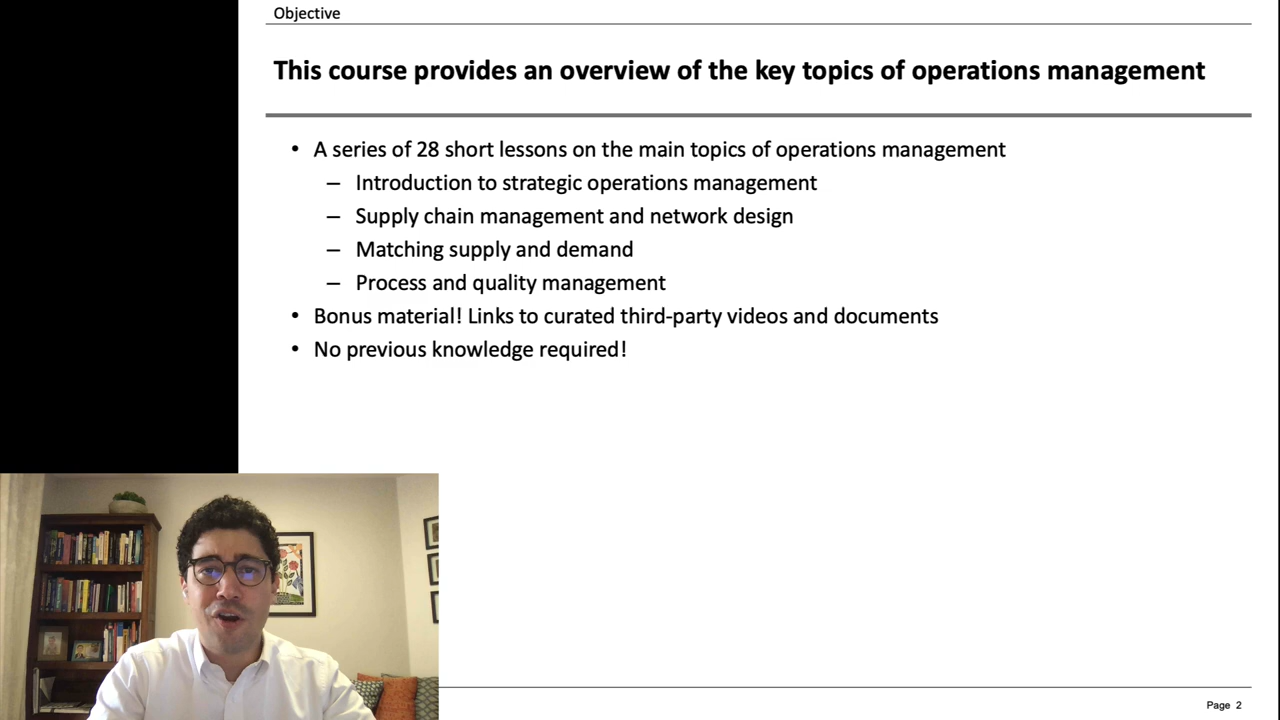 Objective
This course provides an overview of the key topics of operations management
• A series of 28 short lessons on the main topics of operations management
– Introduction to strategic operations management
– Supply chain management and network design
– Matching supply and demand
– Process and quality management
• Bonus material! Links to curated third-party videos and documents
• No previous knowledge required!
Page 2